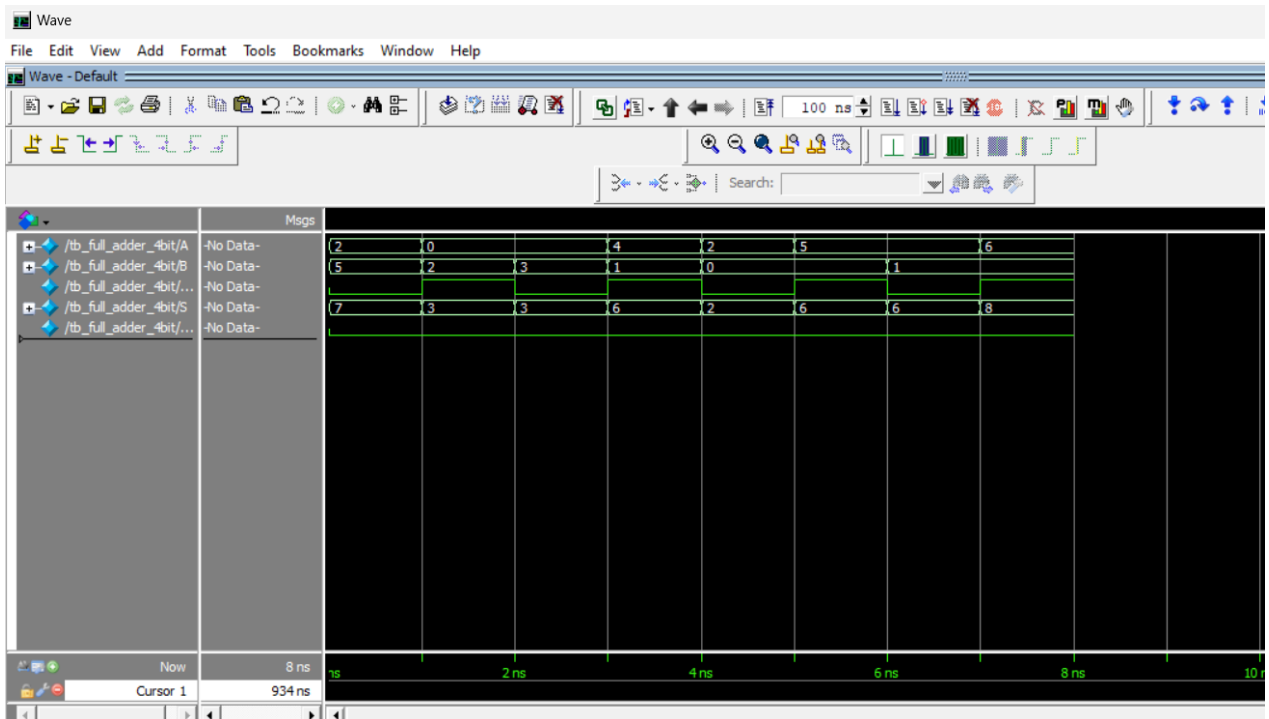 Wave
File Edit View Add Format Tools Bookmarks Window Help
Wave - Default
100 ns
Search:
Msgs
/tb_full_adder_4bit/A -No Data- 2 0 4 2 5 6
/tb_full_adder_4bit/B -No Data- 5 2 3 1 0 1
/tb_full_adder_4bit/... -No Data-
/tb_full_adder_4bit/S -No Data- 7 3 3 6 2 6 6 8
/tb_full_adder_4bit/... -No Data-
Now 8 ns ns 2 ns 4 ns 6 ns 8 ns 10
Cursor 1 934 ns